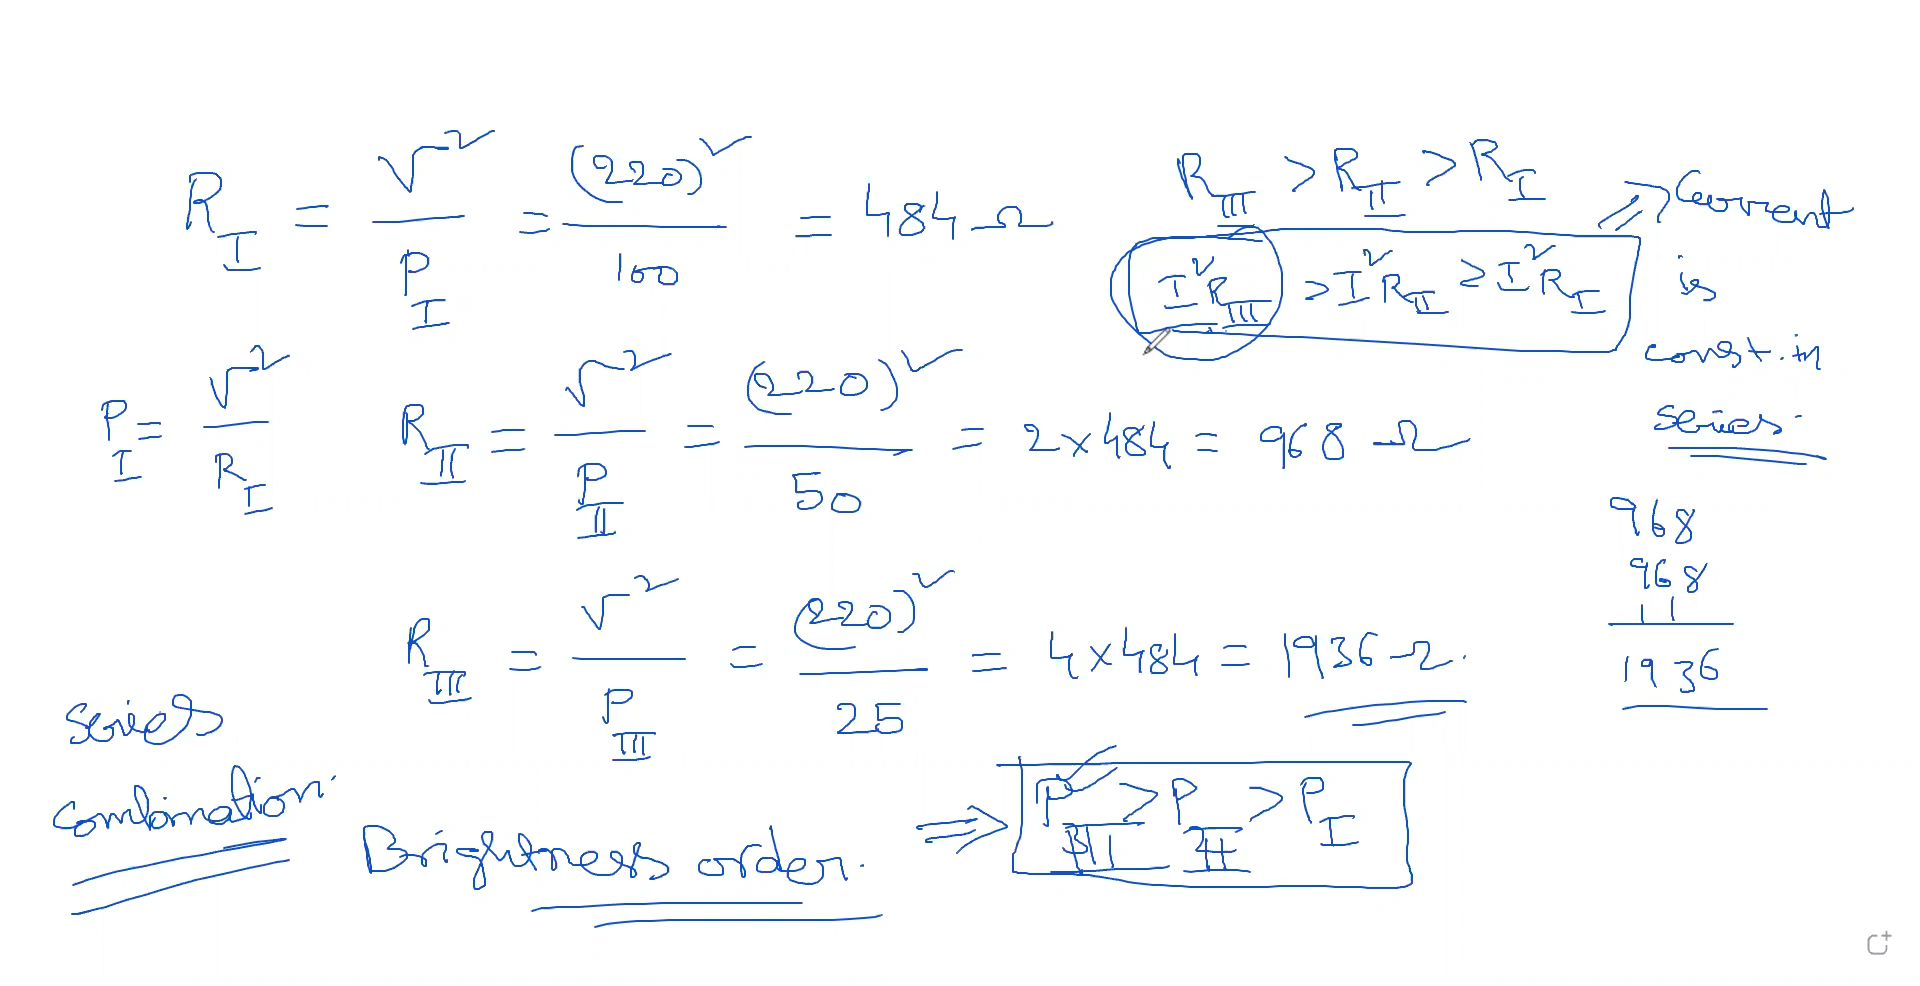 R_I = V²/P_I = (220)²/100 = 484 Ω
R_III > R_II > R_I
I²R_III > I²R_II > I²R_I
⇒ Current
is
const. in
series.
P_I = V²/R_I
R_II = V²/P_II = (220)²/50 = 2×484 = 968 Ω
R_III = V²/P_III = (220)²/25 = 4×484 = 1936 Ω.
968
968
11
1936
Series
Combination.
Brightness order. ⇒ P_III > P_II > P_I